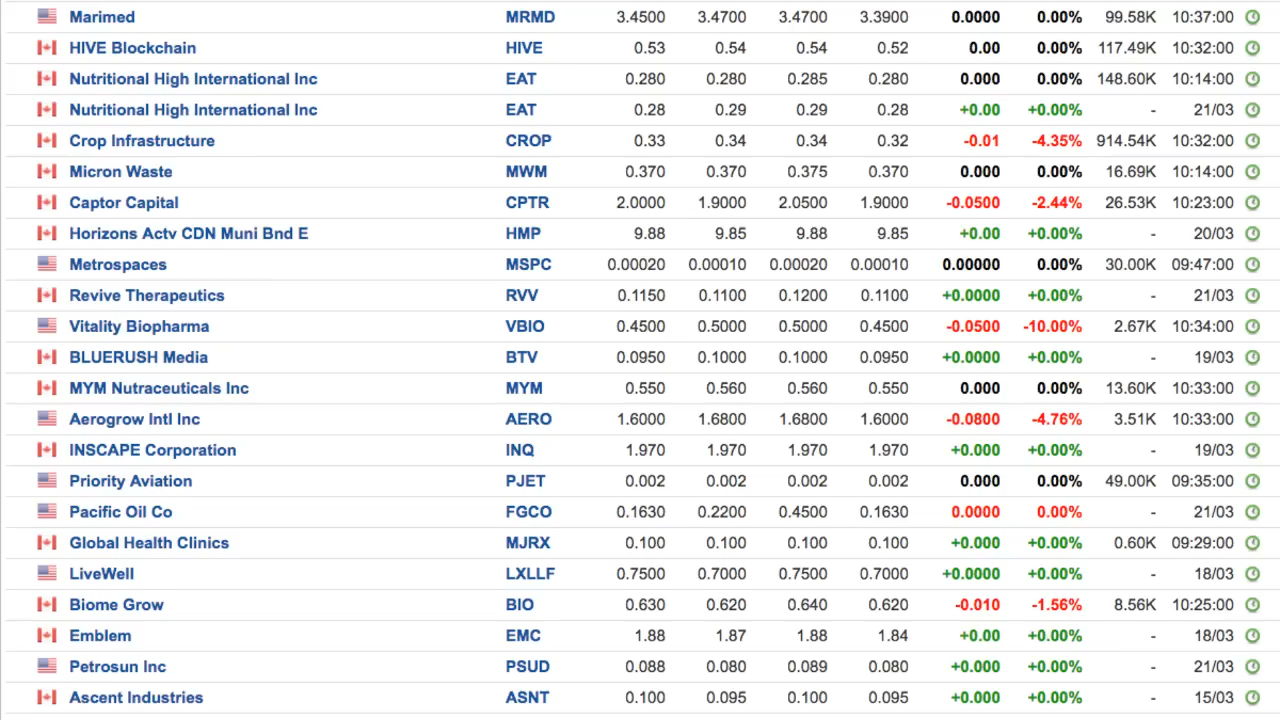 Marimed MRMD 3.4500 3.4700 3.4700 3.3900 0.0000 0.00% 99.58K 10:37:00
HIVE Blockchain HIVE 0.53 0.54 0.54 0.52 0.00 0.00% 117.49K 10:32:00
Nutritional High International Inc EAT 0.280 0.280 0.285 0.280 0.000 0.00% 148.60K 10:14:00
Nutritional High International Inc EAT 0.28 0.29 0.29 0.28 +0.00 +0.00% - 21/03
Crop Infrastructure CROP 0.33 0.34 0.34 0.32 -0.01 -4.35% 914.54K 10:32:00
Micron Waste MWM 0.370 0.370 0.375 0.370 0.000 0.00% 16.69K 10:14:00
Captor Capital CPTR 2.0000 1.9000 2.0500 1.9000 -0.0500 -2.44% 26.53K 10:23:00
Horizons Actv CDN Muni Bnd E HMP 9.88 9.85 9.88 9.85 +0.00 +0.00% - 20/03
Metrospaces MSPC 0.00020 0.00010 0.00020 0.00010 0.00000 0.00% 30.00K 09:47:00
Revive Therapeutics RVV 0.1150 0.1100 0.1200 0.1100 +0.0000 +0.00% - 21/03
Vitality Biopharma VBIO 0.4500 0.5000 0.5000 0.4500 -0.0500 -10.00% 2.67K 10:34:00
BLUERUSH Media BTV 0.0950 0.1000 0.1000 0.0950 +0.0000 +0.00% - 19/03
MYM Nutraceuticals Inc MYM 0.550 0.560 0.560 0.550 0.000 0.00% 13.60K 10:33:00
Aerogrow Intl Inc AERO 1.6000 1.6800 1.6800 1.6000 -0.0800 -4.76% 3.51K 10:33:00
INSCAPE Corporation INQ 1.970 1.970 1.970 1.970 +0.000 +0.00% - 19/03
Priority Aviation PJET 0.002 0.002 0.002 0.002 0.000 0.00% 49.00K 09:35:00
Pacific Oil Co FGCO 0.1630 0.2200 0.4500 0.1630 0.0000 0.00% - 21/03
Global Health Clinics MJRX 0.100 0.100 0.100 0.100 +0.000 +0.00% 0.60K 09:29:00
LiveWell LXLLF 0.7500 0.7000 0.7500 0.7000 +0.0000 +0.00% - 18/03
Biome Grow BIO 0.630 0.620 0.640 0.620 -0.010 -1.56% 8.56K 10:25:00
Emblem EMC 1.88 1.87 1.88 1.84 +0.00 +0.00% - 18/03
Petrosun Inc PSUD 0.088 0.080 0.089 0.080 +0.000 +0.00% - 21/03
Ascent Industries ASNT 0.100 0.095 0.100 0.095 +0.000 +0.00% - 15/03